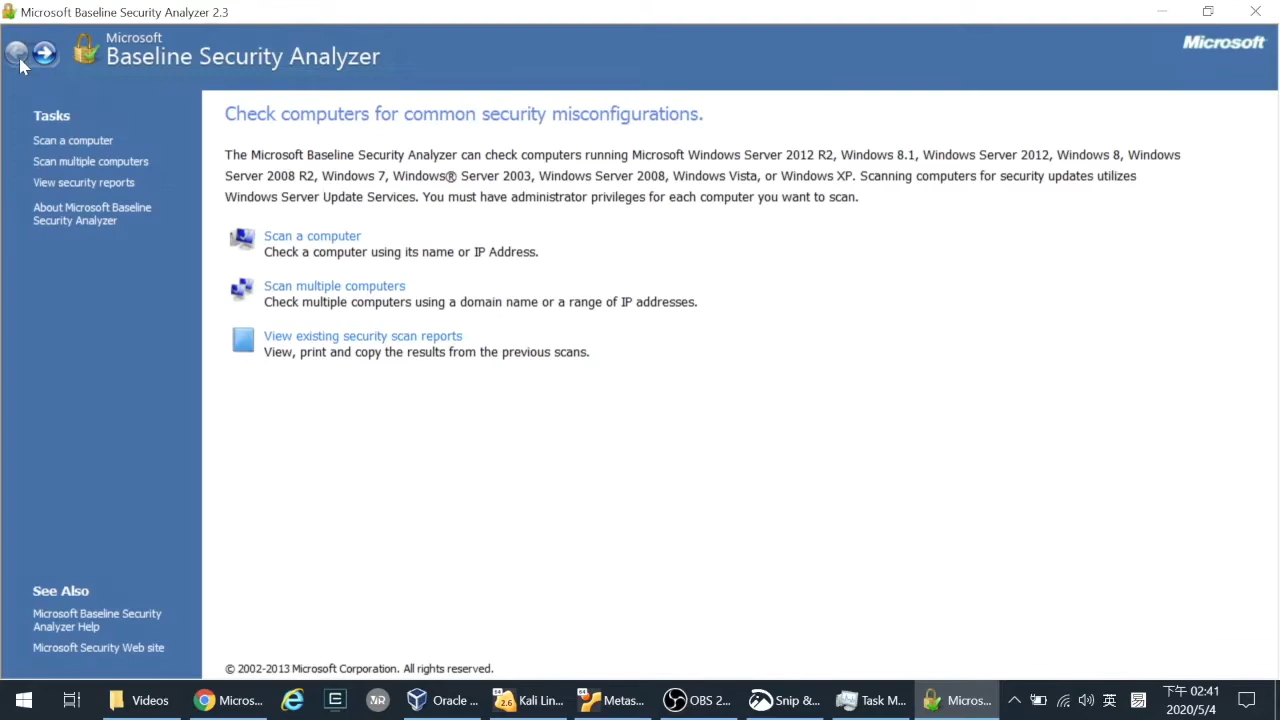 Microsoft Baseline Security Analyzer 2.3
Microsoft
Baseline Security Analyzer
Microsoft
Tasks
Scan a computer
Scan multiple computers
View security reports
About Microsoft Baseline
Security Analyzer
Check computers for common security misconfigurations.
The Microsoft Baseline Security Analyzer can check computers running Microsoft Windows Server 2012 R2, Windows 8.1, Windows Server 2012, Windows 8, Windows
Server 2008 R2, Windows 7, Windows® Server 2003, Windows Server 2008, Windows Vista, or Windows XP. Scanning computers for security updates utilizes
Windows Server Update Services. You must have administrator privileges for each computer you want to scan.
Scan a computer
Check a computer using its name or IP Address.
Scan multiple computers
Check multiple computers using a domain name or a range of IP addresses.
View existing security scan reports
View, print and copy the results from the previous scans.
See Also
Microsoft Baseline Security
Analyzer Help
Microsoft Security Web site
© 2002-2013 Microsoft Corporation. All rights reserved.
Videos
Micros...
Oracle ...
Kali Lin...
Metas...
OBS 2...
Snip &...
Task M...
Micros...
英
下午 02:41
2020/5/4